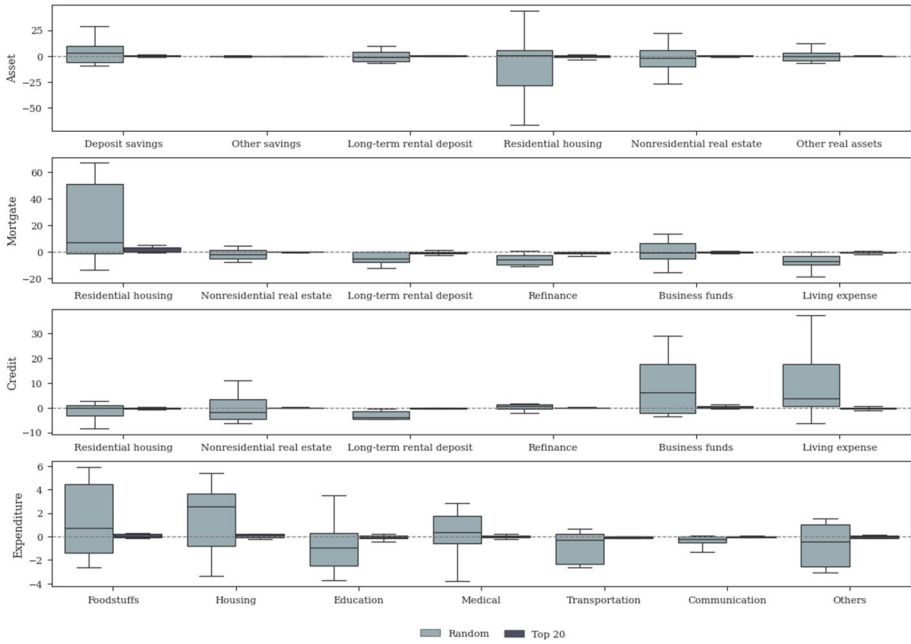 Asset
25
0
−25
−50
Deposit savings Other savings Long-term rental deposit Residential housing Nonresidential real estate Other real assets
Mortgate
60
40
20
0
−20
Residential housing Nonresidential real estate Long-term rental deposit Refinance Business funds Living expense
Credit
30
20
10
0
−10
Residential housing Nonresidential real estate Long-term rental deposit Refinance Business funds Living expense
Expenditure
6
4
2
0
−2
−4
Foodstuffs Housing Education Medical Transportation Communication Others
Random Top 20